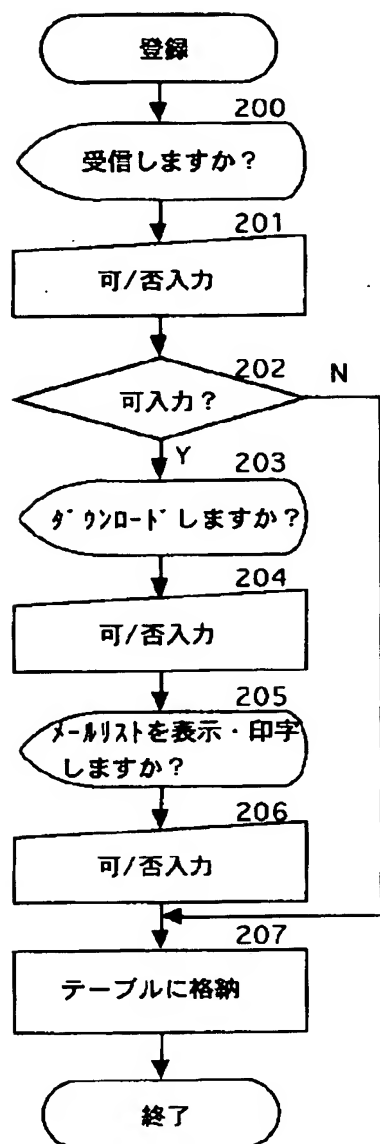 登録
200
受信しますか？
201
可/否入力
202
N
可入力？
Y
203
ﾀﾞｳﾝﾛｰﾄﾞしますか？
204
可/否入力
205
ﾒｰﾙﾘｽﾄを表示・印字
しますか？
206
可/否入力
207
テーブルに格納
終了